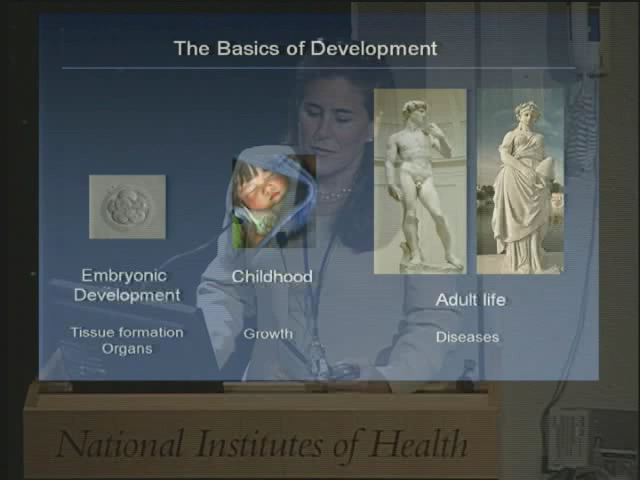 The Basics of Development
Embryonic
Development
Childhood
Adult life
Tissue formation
Organs
Growth
Diseases
National Institutes of Health